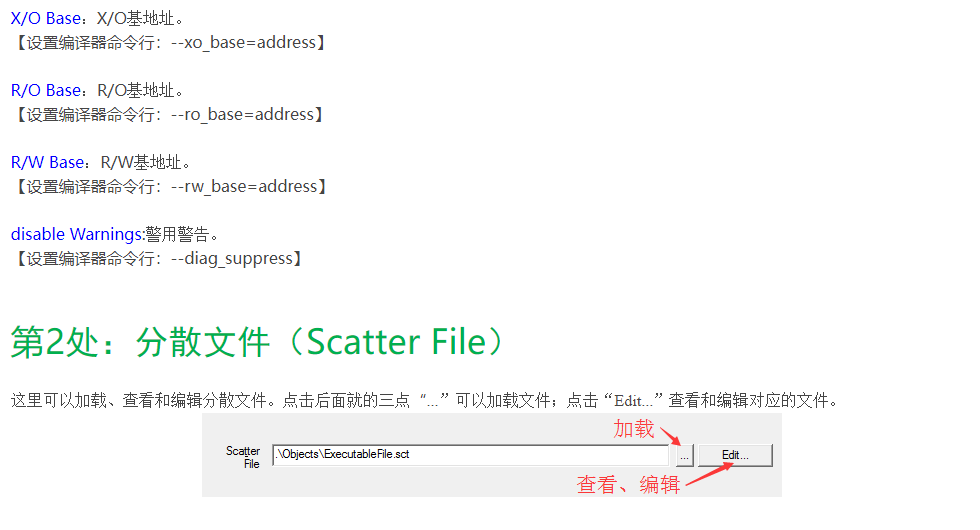 X/O Base：X/O基地址。
【设置编译器命令行：--xo_base=address】
R/O Base：R/O基地址。
【设置编译器命令行：--ro_base=address】
R/W Base：R/W基地址。
【设置编译器命令行：--rw_base=address】
disable Warnings:警用警告。
【设置编译器命令行：--diag_suppress】
第2处：分散文件（Scatter File）
这里可以加载、查看和编辑分散文件。点击后面就的三点“...”可以加载文件；点击“Edit...”查看和编辑对应的文件。
加载
Scatter
File
.\Objects\ExecutableFile.sct
...
Edit...
查看、编辑